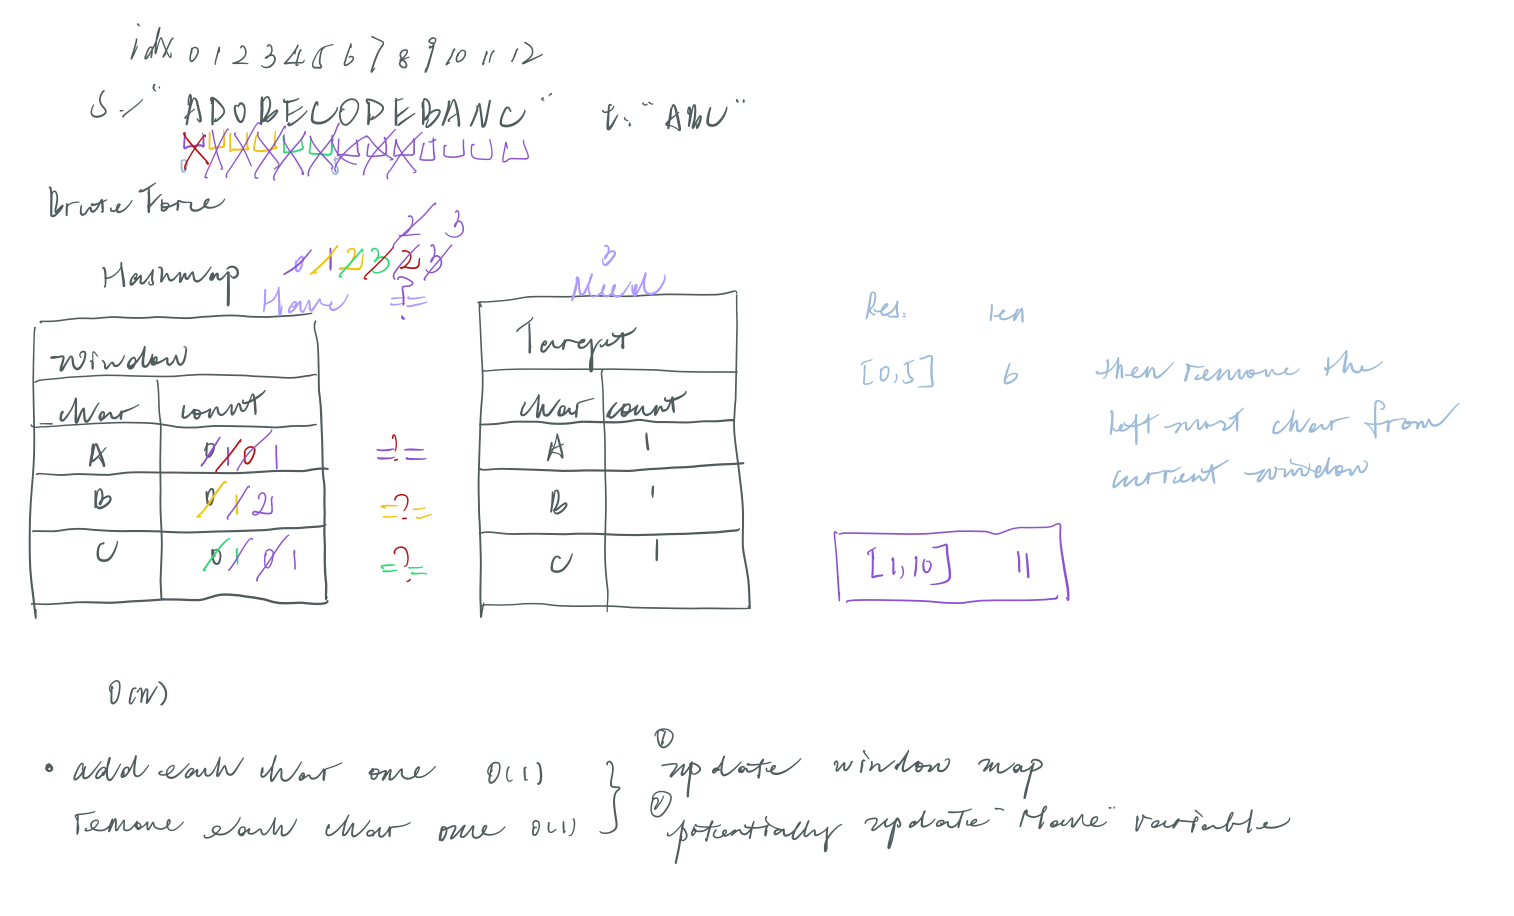 idx 0 1 2 3 4 5 6 7 8 9 10 11 12
S = "ADOBECODEBANC" t: "ABC"
Brute Force
2 3
0 1 2 3 3 2 2 3
Hashmap
Have =?= 3 Need
Window
char count
A 0 1 0 1
B 0 1 2
C 0 1 0 1
=?=
=?=
=?=
Target
char count
A 1
B 1
C 1
Res. len
[0,5] 6 then remove the
left most char from
current window
[1,10] 11
O(n)
• add each char once O(1) } ① update window map
remove each char once O(1) ② potentially update "Have" variable